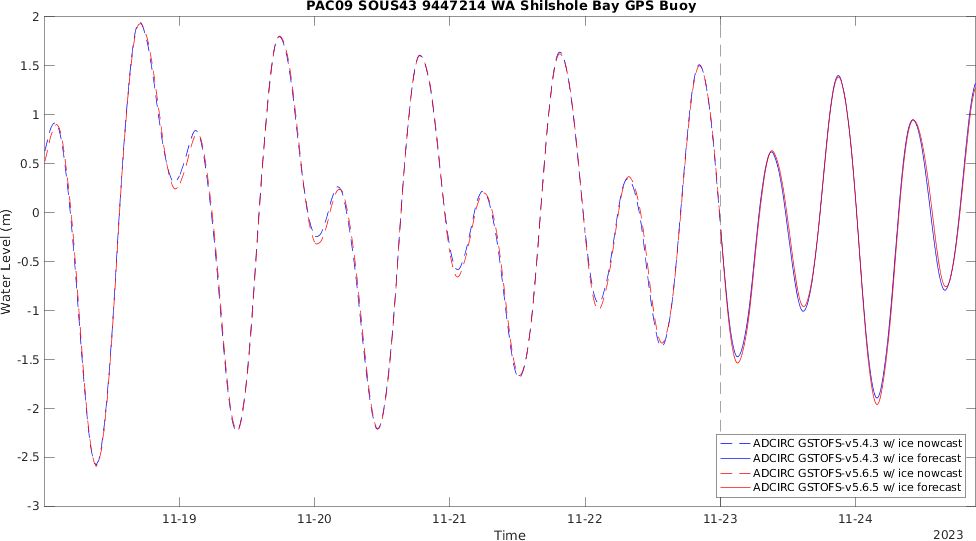 PAC09 SOUS43 9447214 WA Shilshole Bay GPS Buoy
2
1.5
1
0.5
0
-0.5
-1
-1.5
-2
-2.5
-3
Water Level (m)
ADCIRC GSTOFS-v5.4.3 w/ ice nowcast
ADCIRC GSTOFS-v5.4.3 w/ ice forecast
ADCIRC GSTOFS-v5.6.5 w/ ice nowcast
ADCIRC GSTOFS-v5.6.5 w/ ice forecast
11-19 11-20 11-21 11-22 11-23 11-24
Time
2023